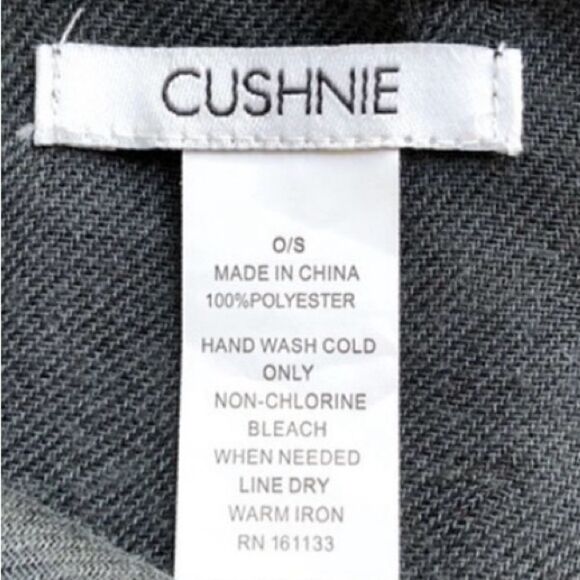 CUSHNIE
O/S
MADE IN CHINA
100%POLYESTER
HAND WASH COLD
ONLY
NON-CHLORINE
BLEACH
WHEN NEEDED
LINE DRY
WARM IRON
RN 161133